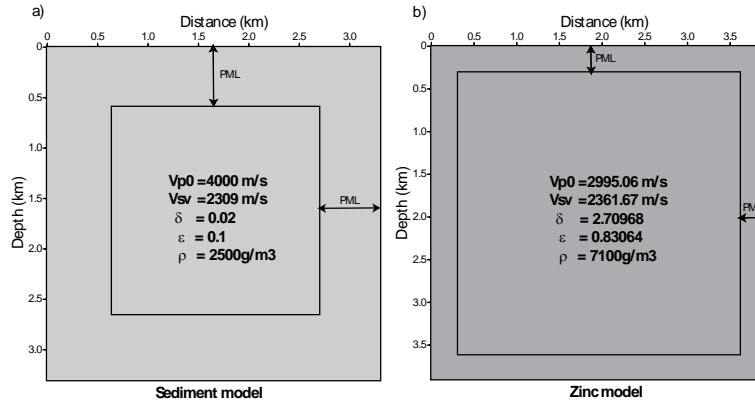 a)
Distance (km)
0 0.5 1.0 1.5 2.0 2.5 3.0
0
0.5
1.0
1.5
2.0
2.5
3.0
Depth (km)
PML
PML
Vp0 =4000 m/s
Vsv =2309 m/s
δ = 0.02
ε = 0.1
ρ = 2500g/m3
Sediment model
b)
Distance (km)
0 0.5 1.0 1.5 2.0 2.5 3.0 3.5
0
0.5
1.0
1.5
2.0
2.5
3.0
3.5
Depth (km)
PML
PM
Vp0 =2995.06 m/s
Vsv =2361.67 m/s
δ = 2.70968
ε = 0.83064
ρ = 7100g/m3
Zinc model